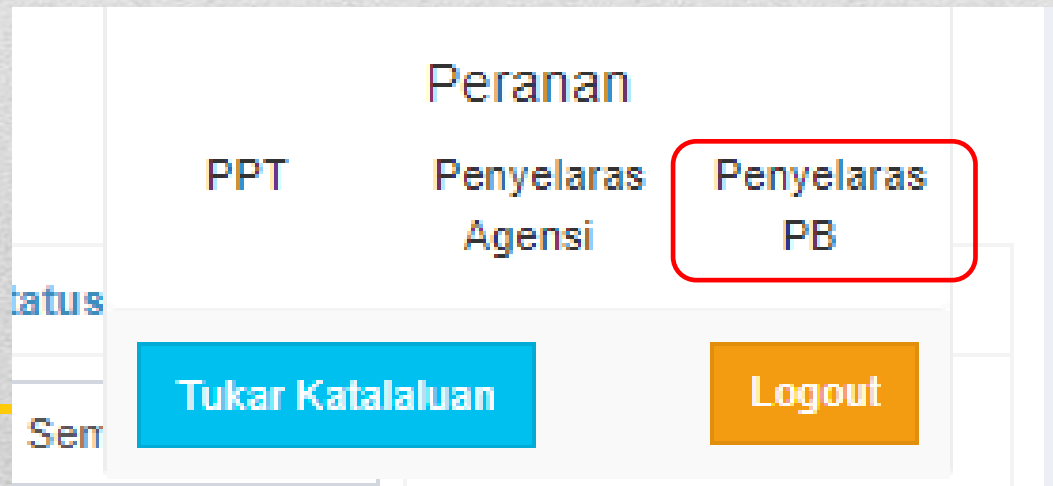 Peranan
PPT Penyelaras Agensi Penyelaras PB
tatus
Tukar Katalaluan Logout
Sem